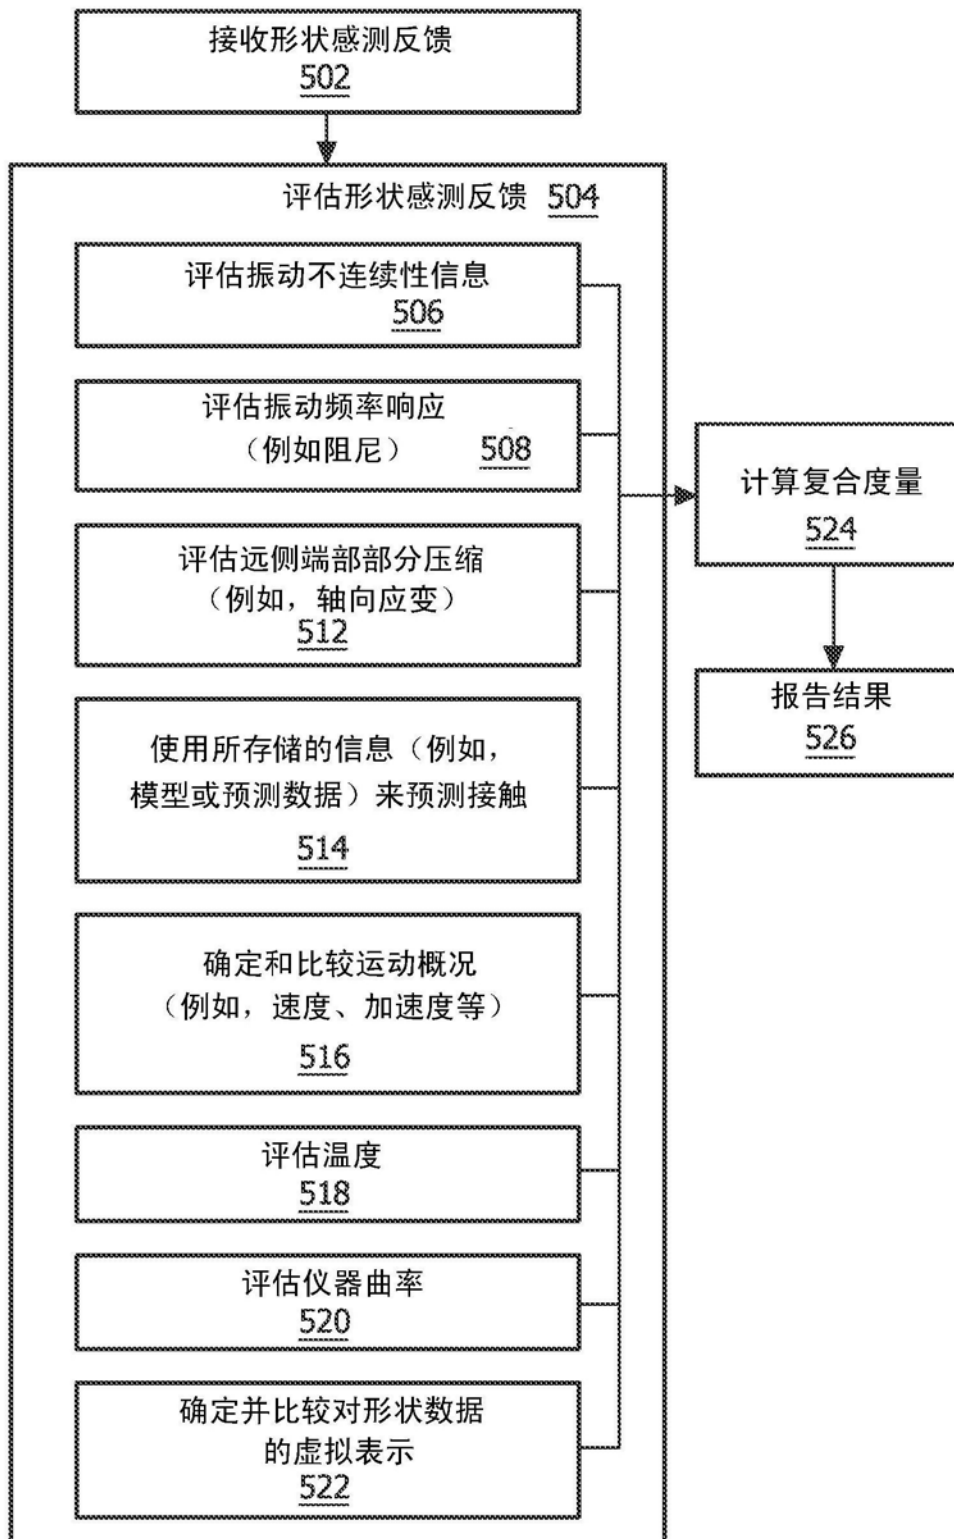 接收形状感测反馈
502
评估形状感测反馈 504
评估振动不连续性信息
506
评估振动频率响应
（例如阻尼） 508
评估远侧端部部分压缩
（例如，轴向应变）
512
使用所存储的信息（例如，
模型或预测数据）来预测接触
514
确定和比较运动概况
（例如，速度、加速度等）
516
评估温度
518
评估仪器曲率
520
确定并比较对形状数据
的虚拟表示
522
计算复合度量
524
报告结果
526